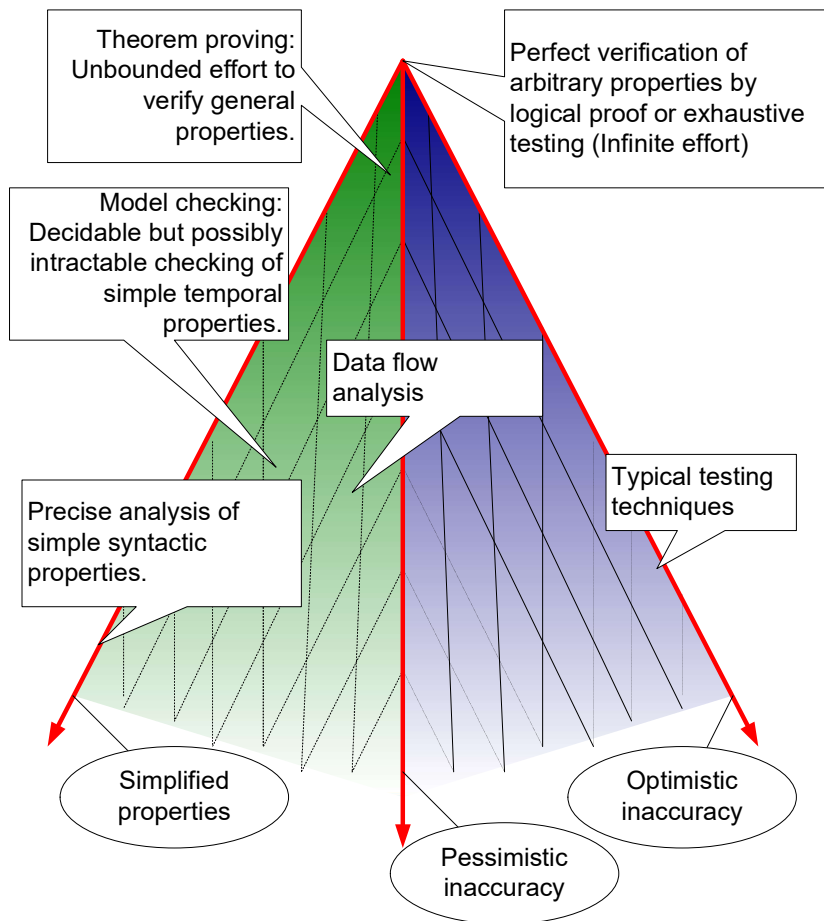 Theorem proving:
Unbounded effort to
verify general
properties.
Perfect verification of
arbitrary properties by
logical proof or exhaustive
testing (Infinite effort)
Model checking:
Decidable but possibly
intractable checking of
simple temporal
properties.
Data flow
analysis
Typical testing
techniques
Precise analysis of
simple syntactic
properties.
Simplified
properties
Optimistic
inaccuracy
Pessimistic
inaccuracy